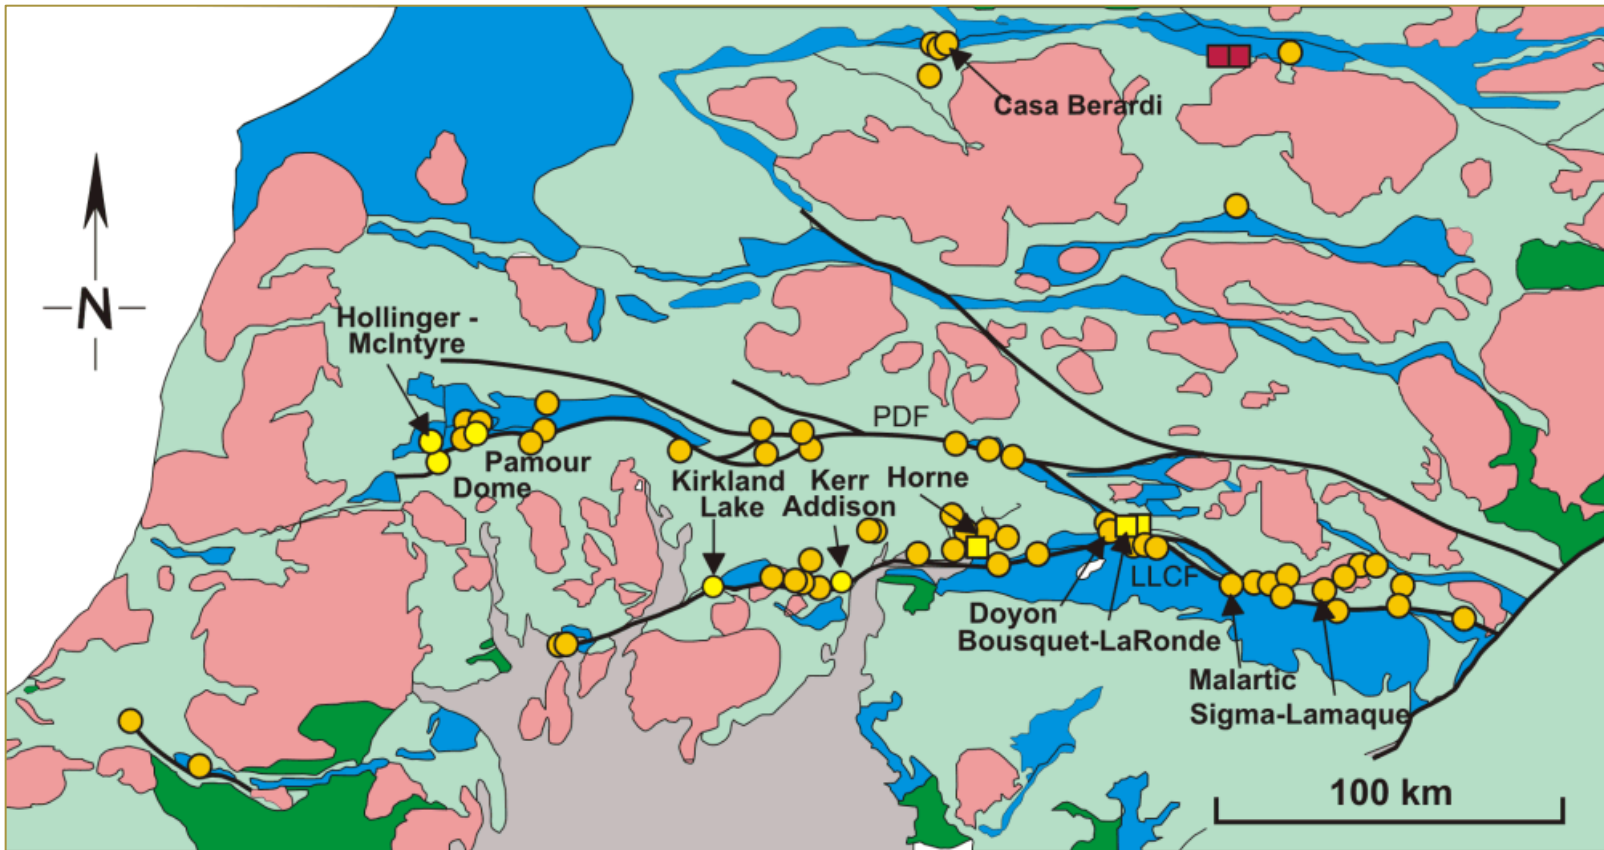 Casa Berardi
N
Hollinger -
McIntyre
PDF
Pamour
Dome
Kirkland
Lake
Kerr
Addison
Horne
LLCF
Doyon
Bousquet-LaRonde
Malartic
Sigma-Lamaque
100 km